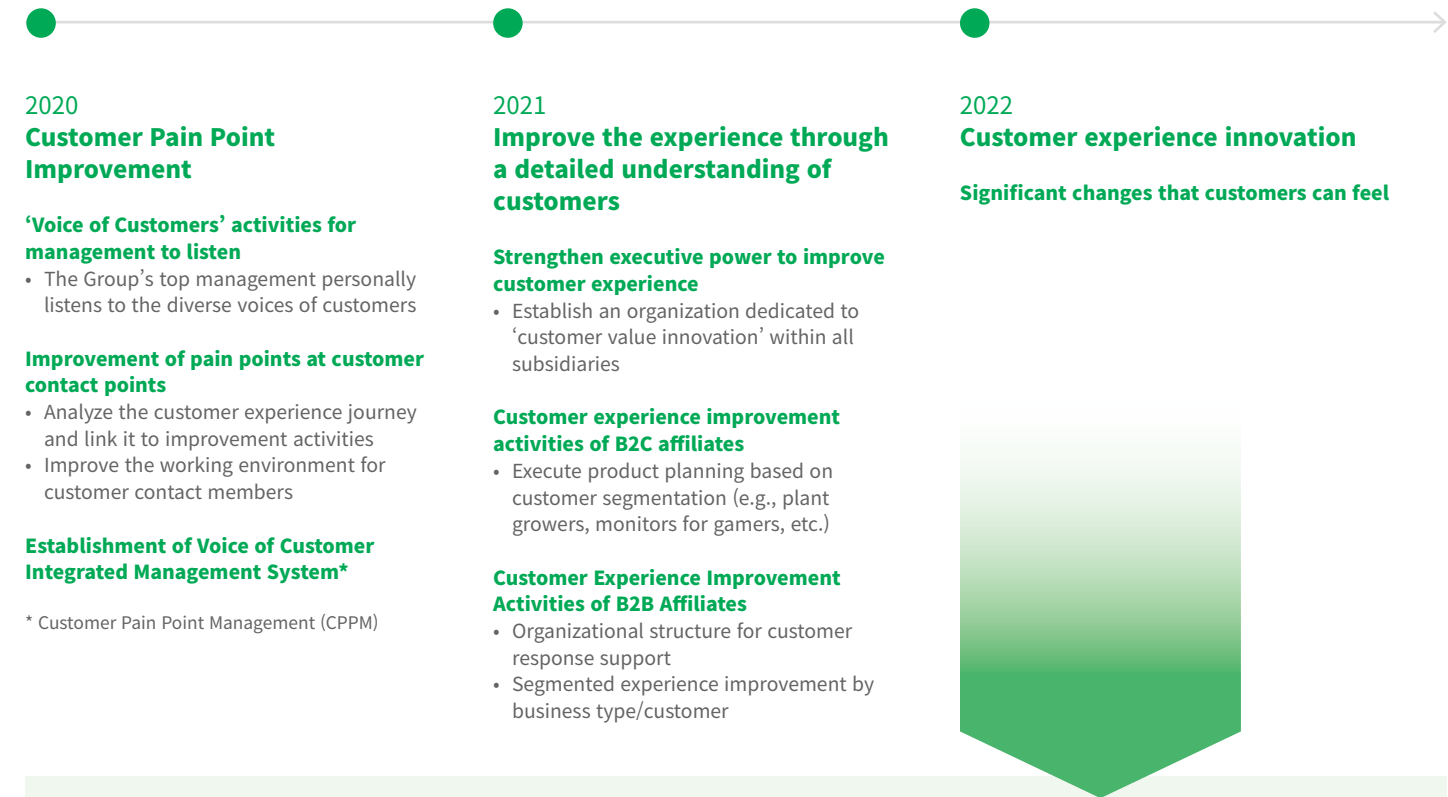 2020
Customer Pain Point
Improvement
‘Voice of Customers’ activities for
management to listen
• The Group’s top management personally
listens to the diverse voices of customers
Improvement of pain points at customer
contact points
• Analyze the customer experience journey
and link it to improvement activities
• Improve the working environment for
customer contact members
Establishment of Voice of Customer
Integrated Management System*
* Customer Pain Point Management (CPPM)
2021
Improve the experience through
a detailed understanding of
customers
Strengthen executive power to improve
customer experience
• Establish an organization dedicated to
‘customer value innovation’ within all
subsidiaries
Customer experience improvement
activities of B2C affiliates
• Execute product planning based on
customer segmentation (e.g., plant
growers, monitors for gamers, etc.)
Customer Experience Improvement
Activities of B2B Affiliates
• Organizational structure for customer
response support
• Segmented experience improvement by
business type/customer
2022
Customer experience innovation
Significant changes that customers can feel